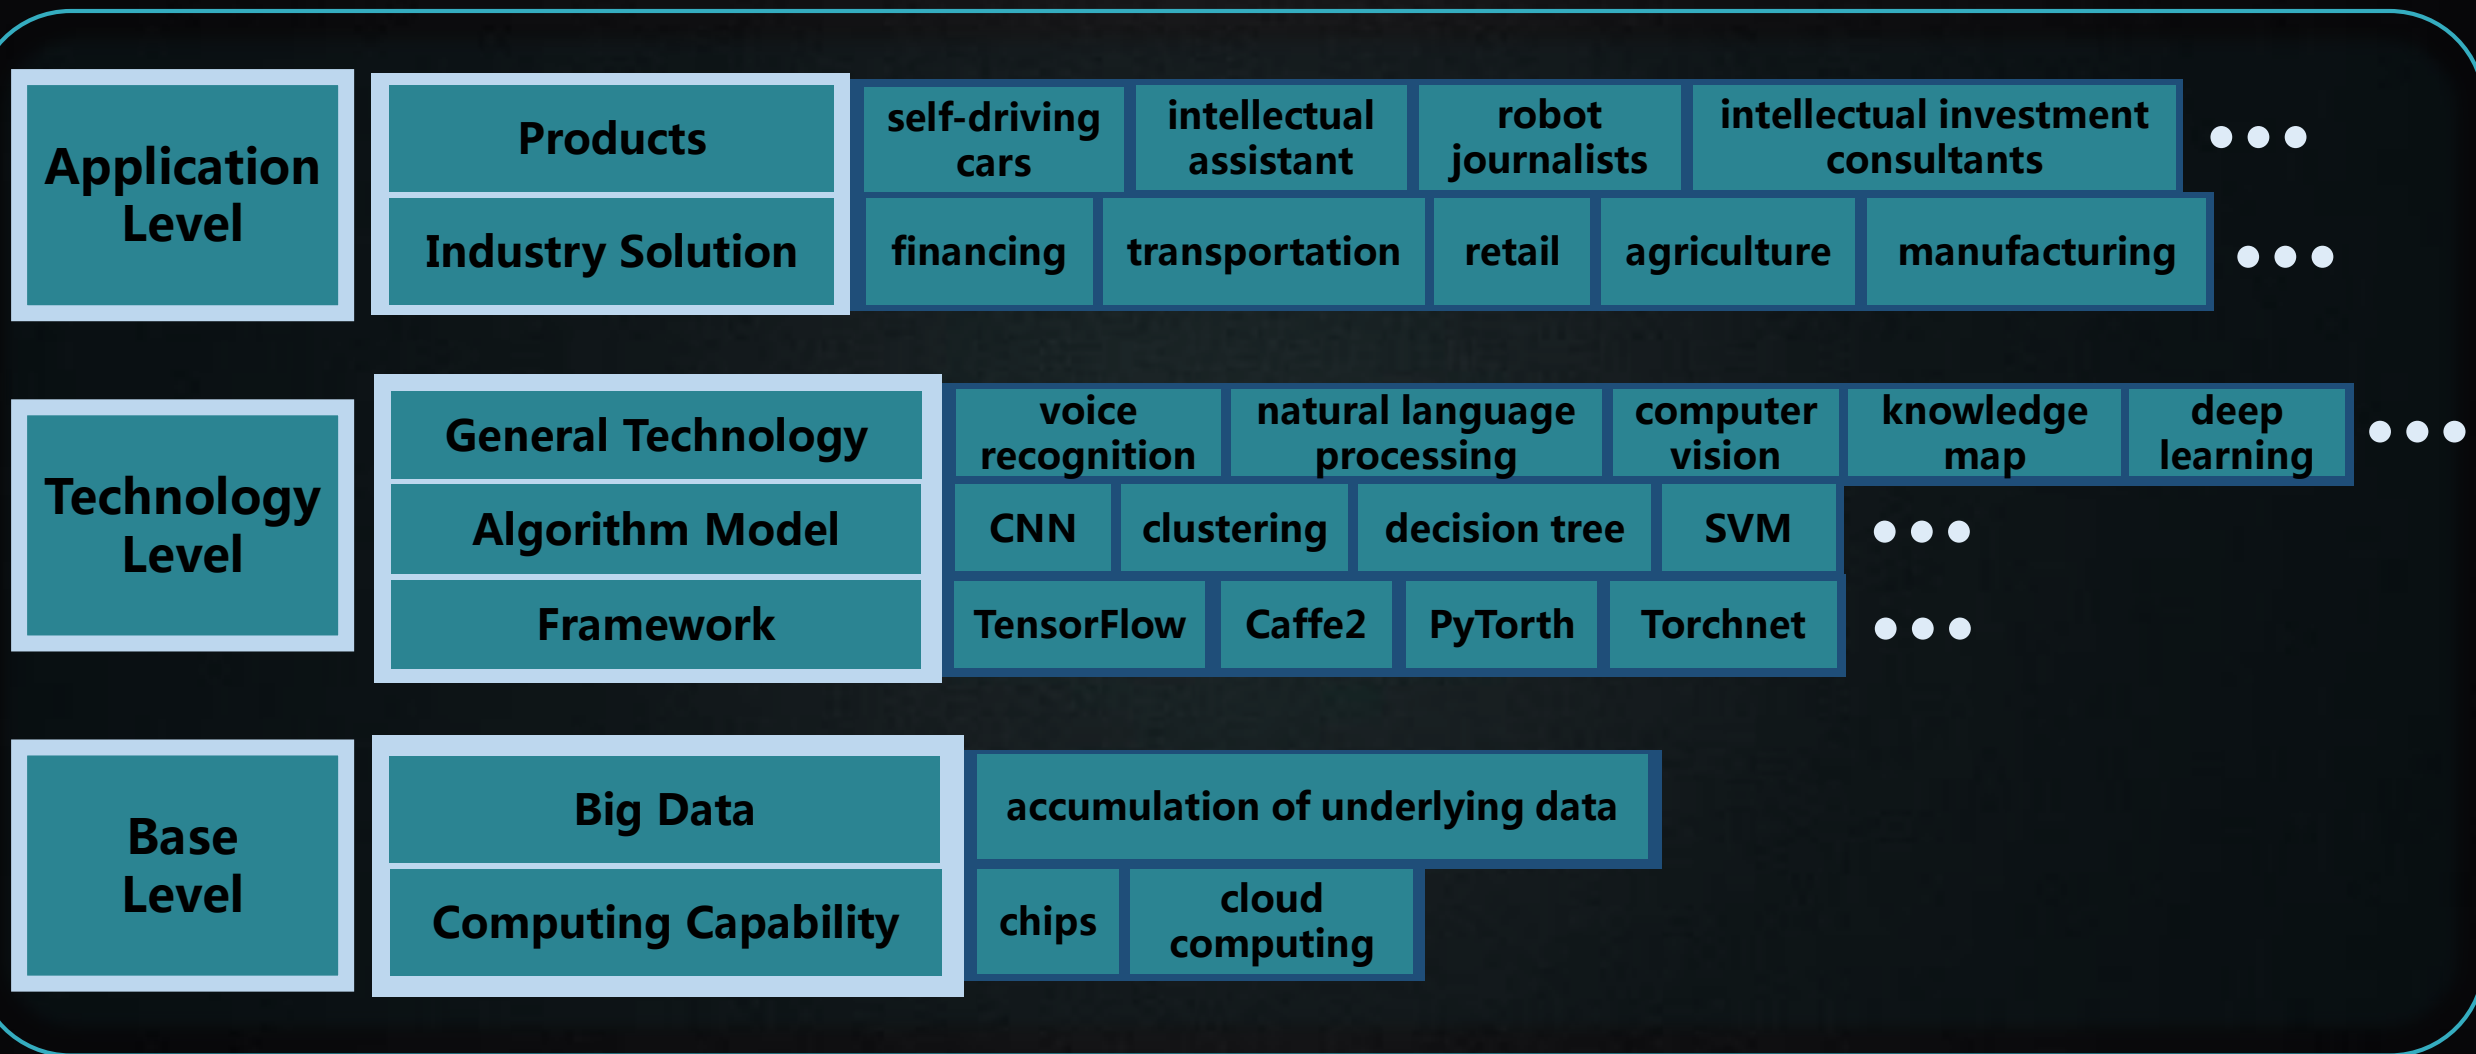 Application
Level
Products
self-driving
cars
intellectual
assistant
robot
journalists
intellectual investment
consultants
•••
Industry Solution
financing
transportation
retail
agriculture
manufacturing
•••
Technology
Level
General Technology
voice
recognition
natural language
processing
computer
vision
knowledge
map
deep
learning
•••
Algorithm Model
CNN
clustering
decision tree
SVM
•••
Framework
TensorFlow
Caffe2
PyTorth
Torchnet
•••
Base
Level
Big Data
accumulation of underlying data
Computing Capability
chips
cloud
computing